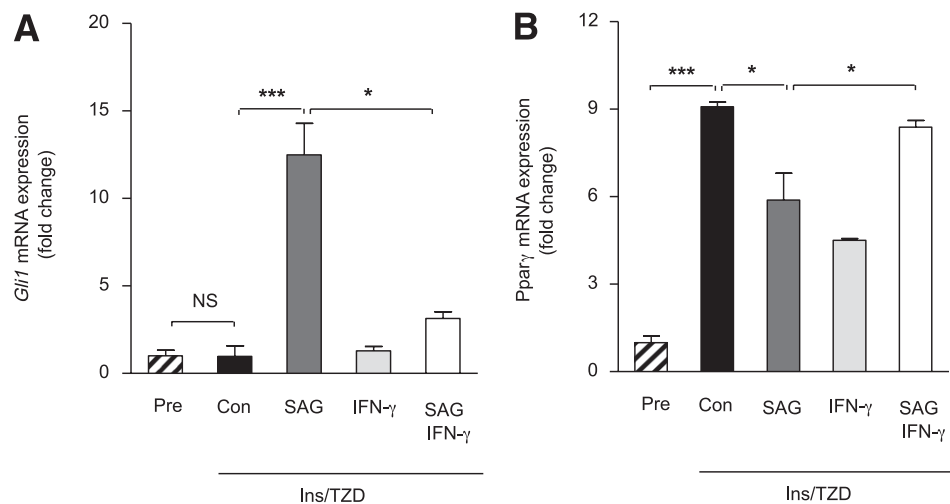 A
Gli1 mRNA expression
(fold change)
20
15
10
5
0
***
*
NS
Pre
Con
SAG
IFN-γ
SAG
IFN-γ
Ins/TZD
B
Pparγ mRNA expression
(fold change)
12
9
6
3
0
***
*
*
Pre
Con
SAG
IFN-γ
SAG
IFN-γ
Ins/TZD